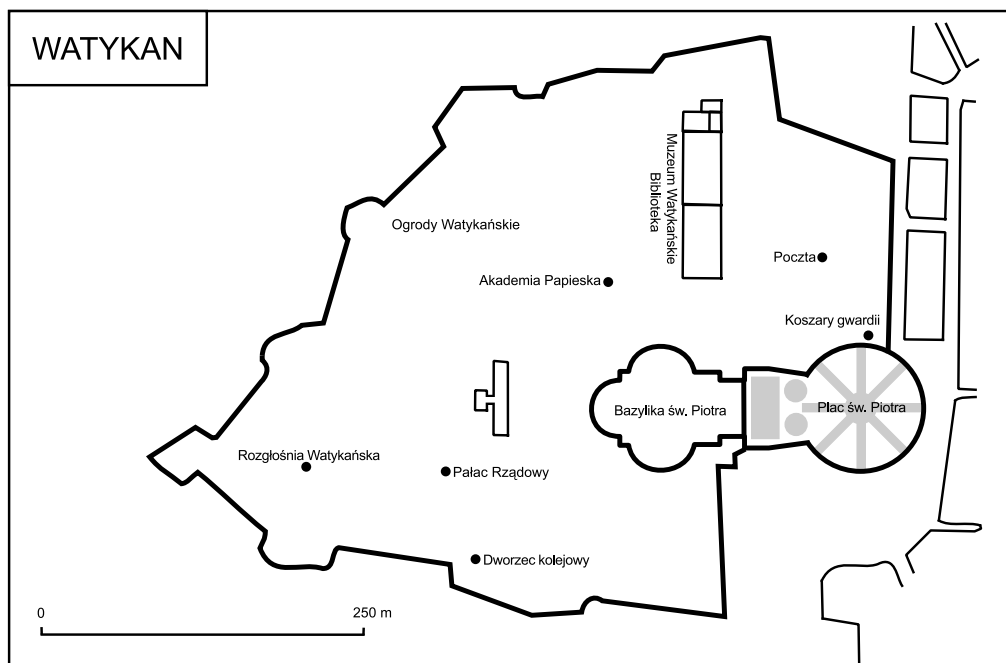 WATYKAN
Muzeum Watykańskie
Biblioteka
Ogrody Watykańskie
Poczta
Akademia Papieska
Koszary gwardii
Bazylika św. Piotra
Plac św. Piotra
Rozgłośnia Watykańska
Pałac Rządowy
Dworzec kolejowy
0
250 m